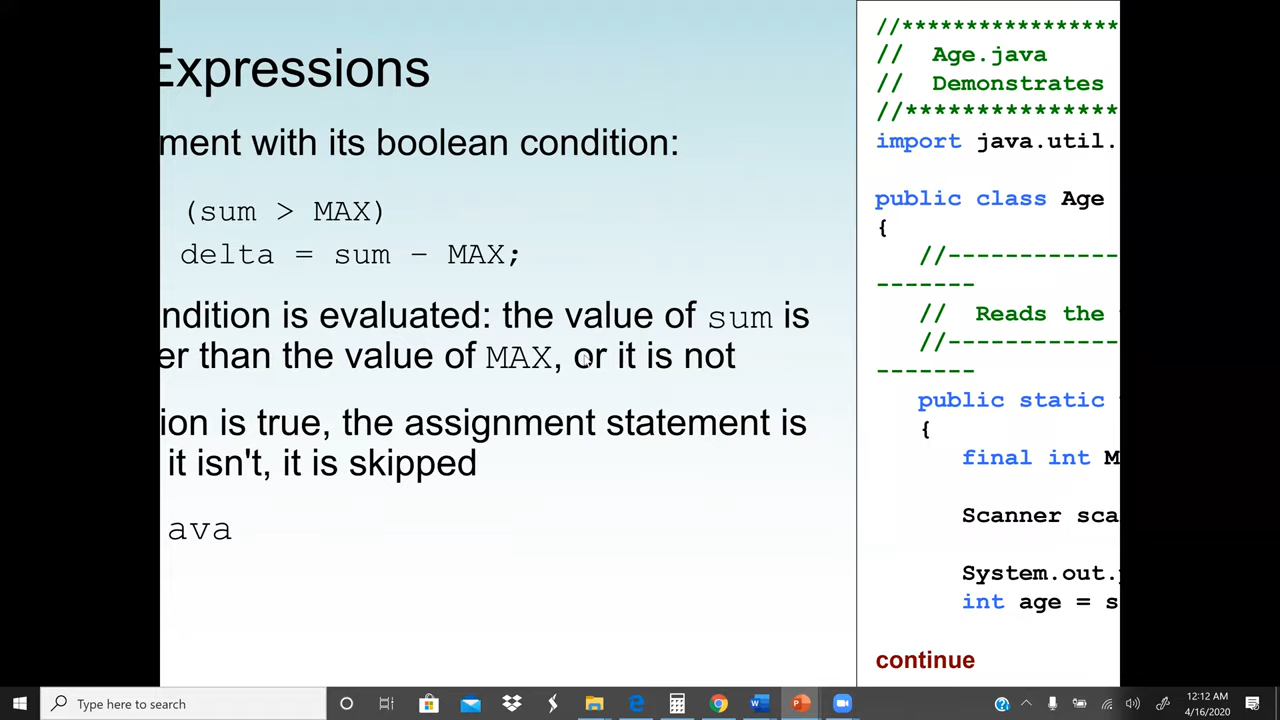 Expressions
ment with its boolean condition:
(sum > MAX)
delta = sum – MAX;
ndition is evaluated: the value of sum is
er than the value of MAX, or it is not
ion is true, the assignment statement is
it isn't, it is skipped
ava
//****************
// Age.java
// Demonstrates
//****************
import java.util.
public class Age
{
//------------
-------
// Reads the
//------------
-------
public static
{
final int M
Scanner sca
System.out.p
int age = s
continue
Type here to search
12:12 AM
4/16/2020